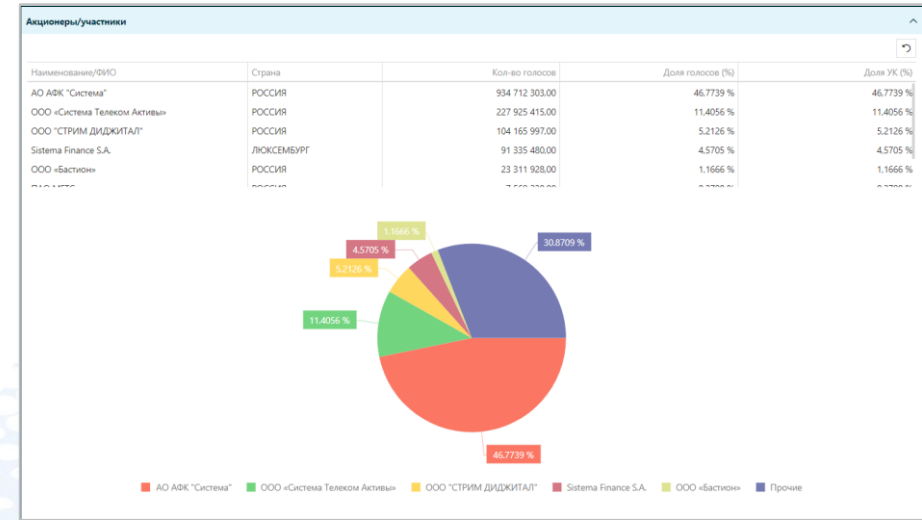 Акционеры/участники
Наименование/ФИО Страна Кол-во голосов Доля голосов (%) Доля УК (%)
АО АФК "Система" РОССИЯ 934 712 303,00 46,7739 % 46,7739 %
ООО «Система Телеком Активы» РОССИЯ 227 925 415,00 11,4056 % 11,4056 %
ООО "СТРИМ ДИДЖИТАЛ" РОССИЯ 104 165 997,00 5,2126 % 5,2126 %
Sistema Finance S.A. ЛЮКСЕМБУРГ 91 335 480,00 4,5705 % 4,5705 %
ООО «Бастион» РОССИЯ 23 311 928,00 1,1666 % 1,1666 %
1.1666 %
30.8709 %
4.5705 %
5.2126 %
11.4056 %
46.7739 %
АО АФК "Система" ООО «Система Телеком Активы» ООО "СТРИМ ДИДЖИТАЛ" Sistema Finance S.A. ООО «Бастион» Прочие